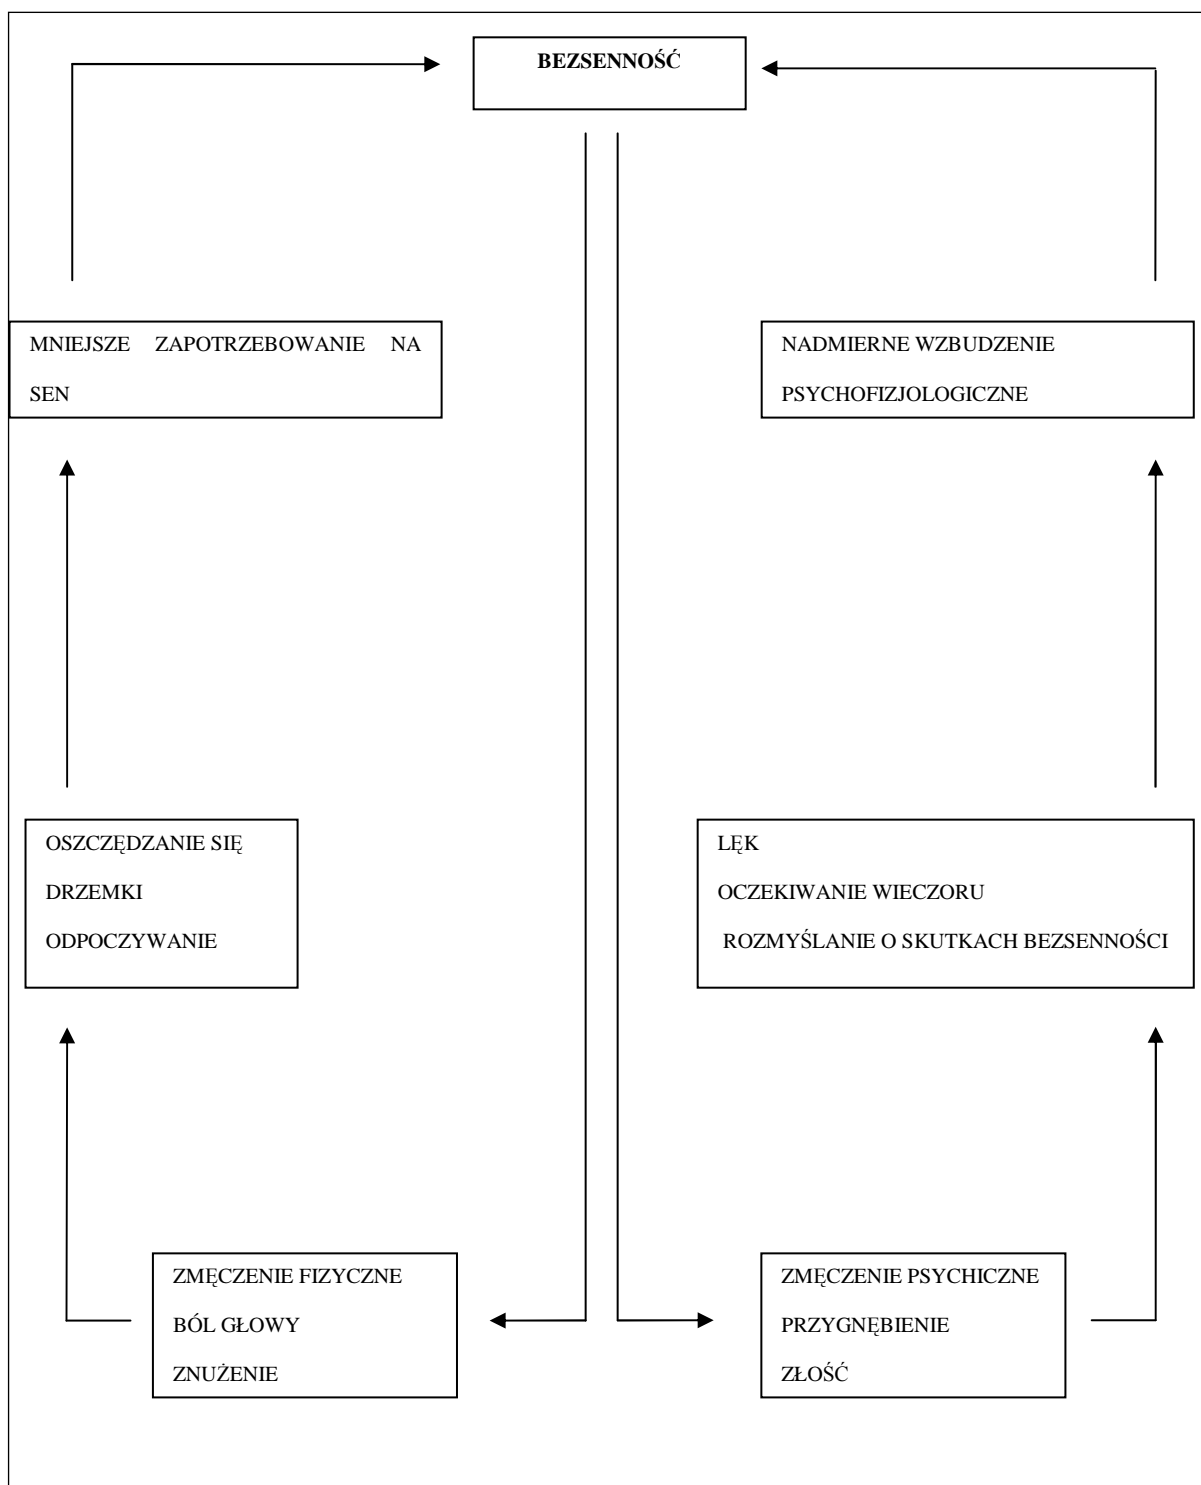 BEZSENNOŚĆ
MNIEJSZE ZAPOTRZEBOWANIE NA
SEN
NADMIERNE WZBUDZENIE
PSYCHOFIZJOLOGICZNE
OSZCZĘDZANIE SIĘ
DRZEMKI
ODPOCZYWANIE
LĘK
OCZEKIWANIE WIECZORU
ROZMYŚLANIE O SKUTKACH BEZSENNOŚCI
ZMĘCZENIE FIZYCZNE
BÓL GŁOWY
ZNUŻENIE
ZMĘCZENIE PSYCHICZNE
PRZYGNĘBIENIE
ZŁOŚĆ